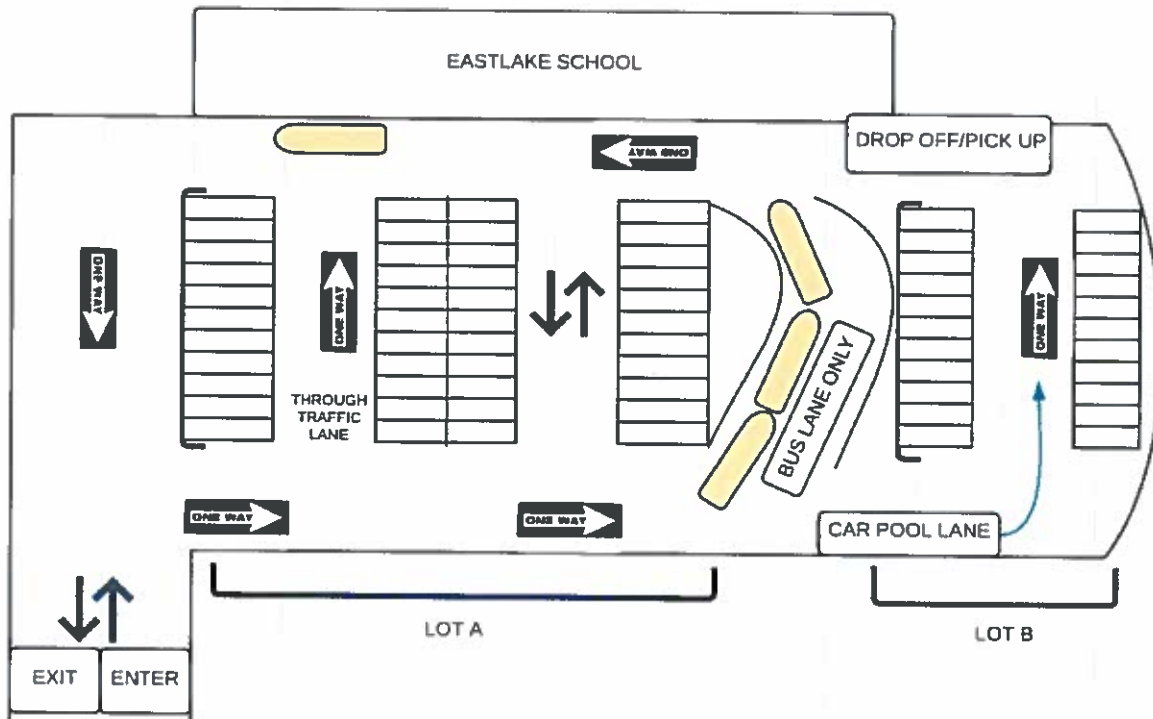 EASTLAKE SCHOOL
DROP OFF/PICK UP
ONE WAY
ONE WAY
ONE WAY
ONE WAY
THROUGH
TRAFFIC
LANE
BUS LANE ONLY
ONE WAY
ONE WAY
CAR POOL LANE
LOT A
LOT B
EXIT
ENTER